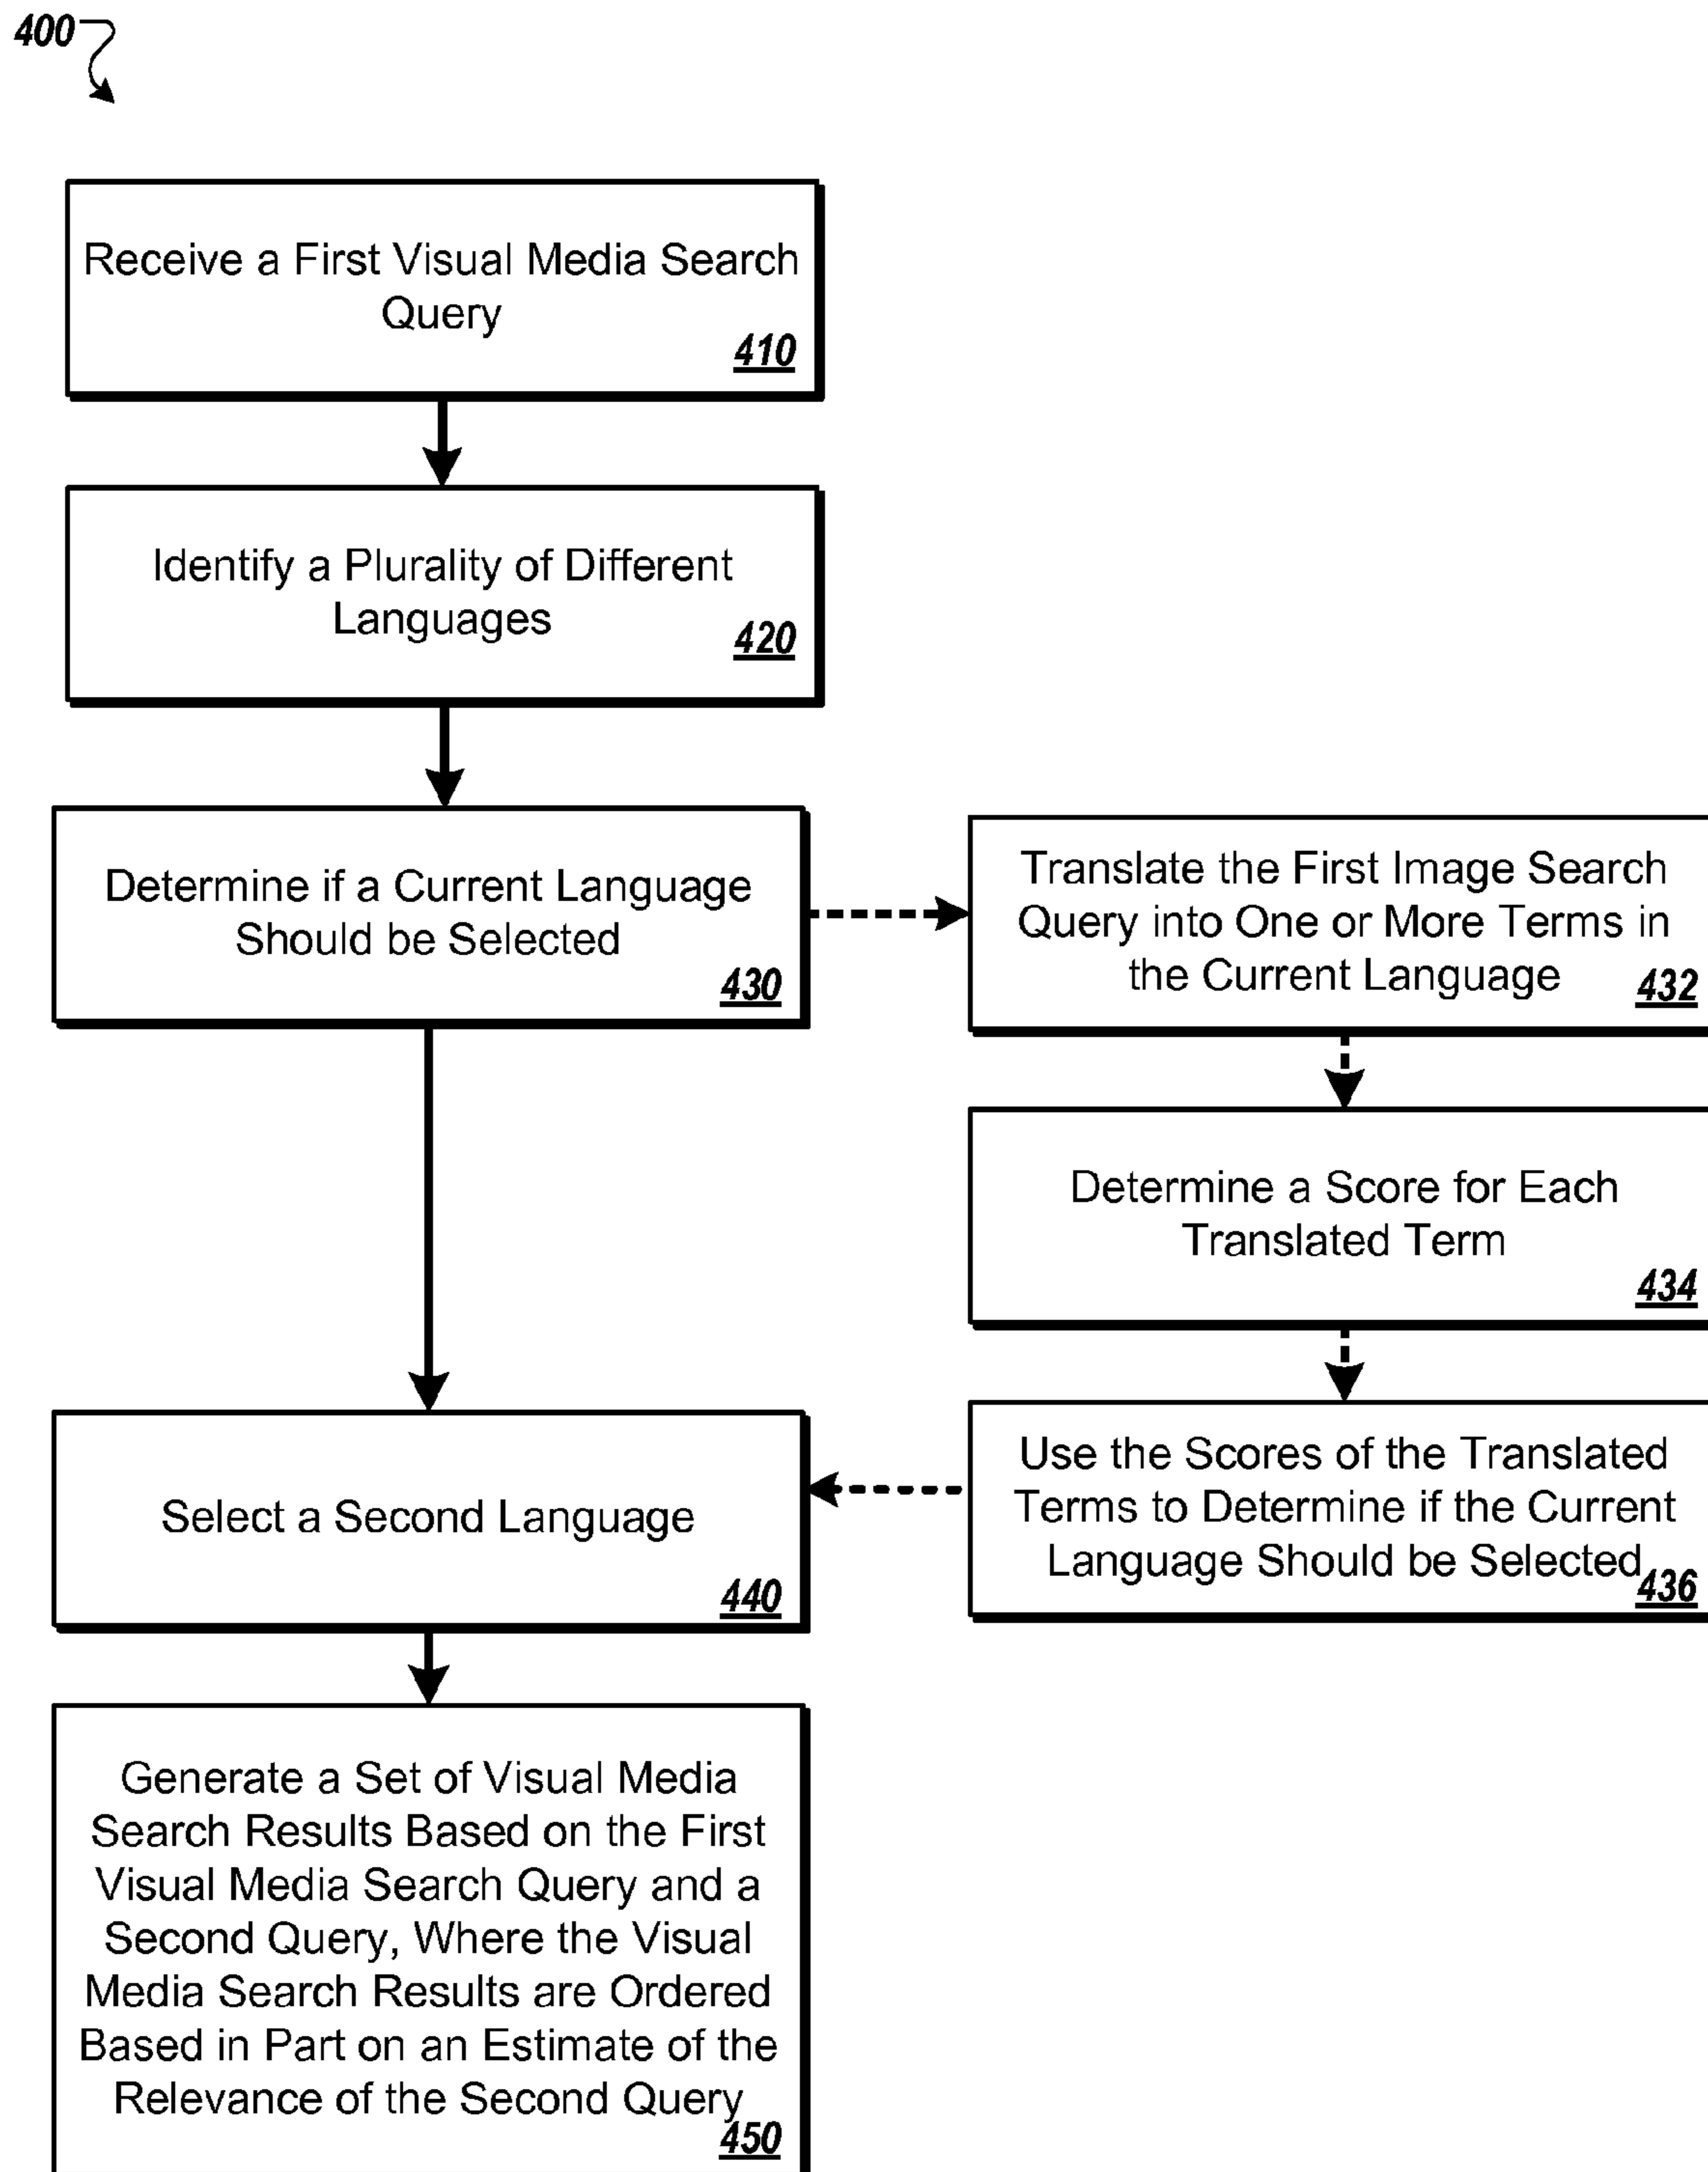 400
Receive a First Visual Media Search
Query
410
Identify a Plurality of Different
Languages
420
Determine if a Current Language
Should be Selected
430
Translate the First Image Search
Query into One or More Terms in
the Current Language
432
Determine a Score for Each
Translated Term
434
Use the Scores of the Translated
Terms to Determine if the Current
Language Should be Selected
436
Select a Second Language
440
Generate a Set of Visual Media
Search Results Based on the First
Visual Media Search Query and a
Second Query, Where the Visual
Media Search Results are Ordered
Based in Part on an Estimate of the
Relevance of the Second Query
450